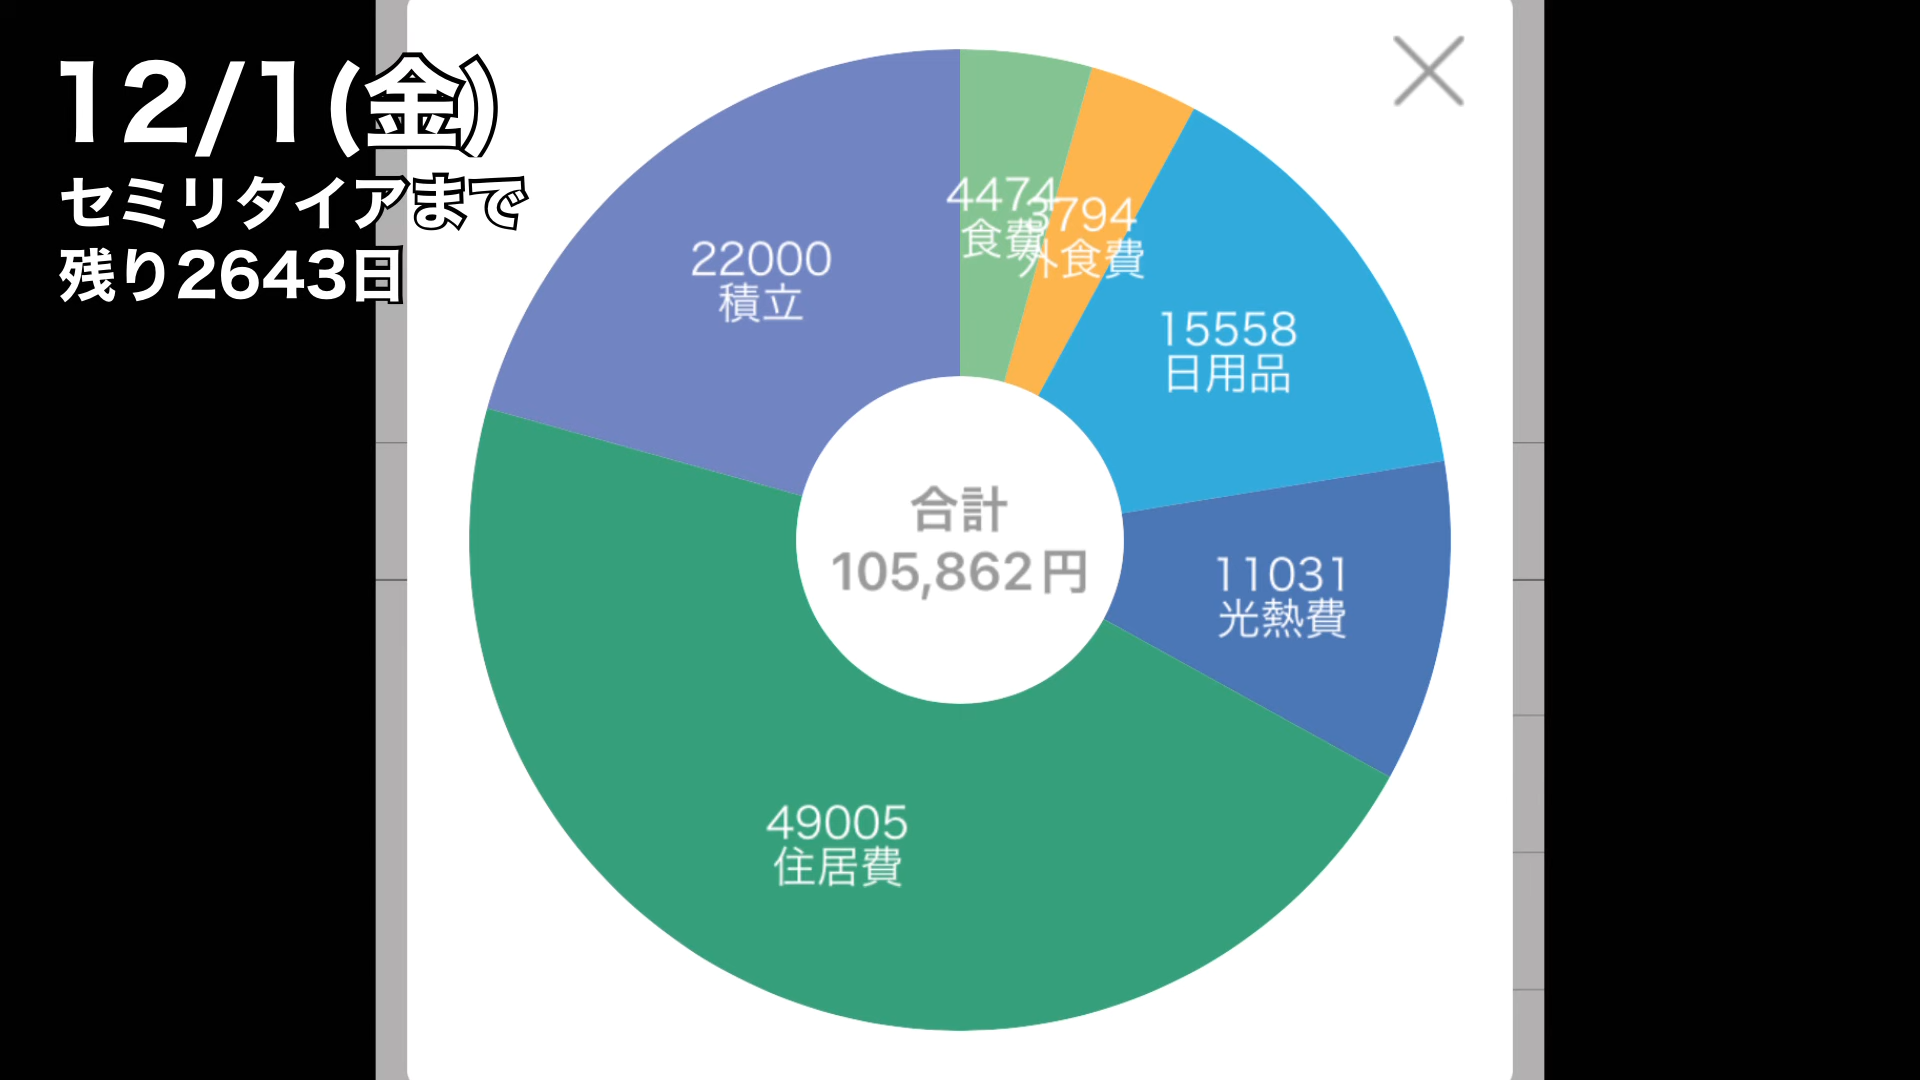 12/1(金)
セミリタイアまで
残り2643日
4474
食費
3794
外食費
15558
日用品
11031
光熱費
49005
住居費
22000
積立
合計
105,862円